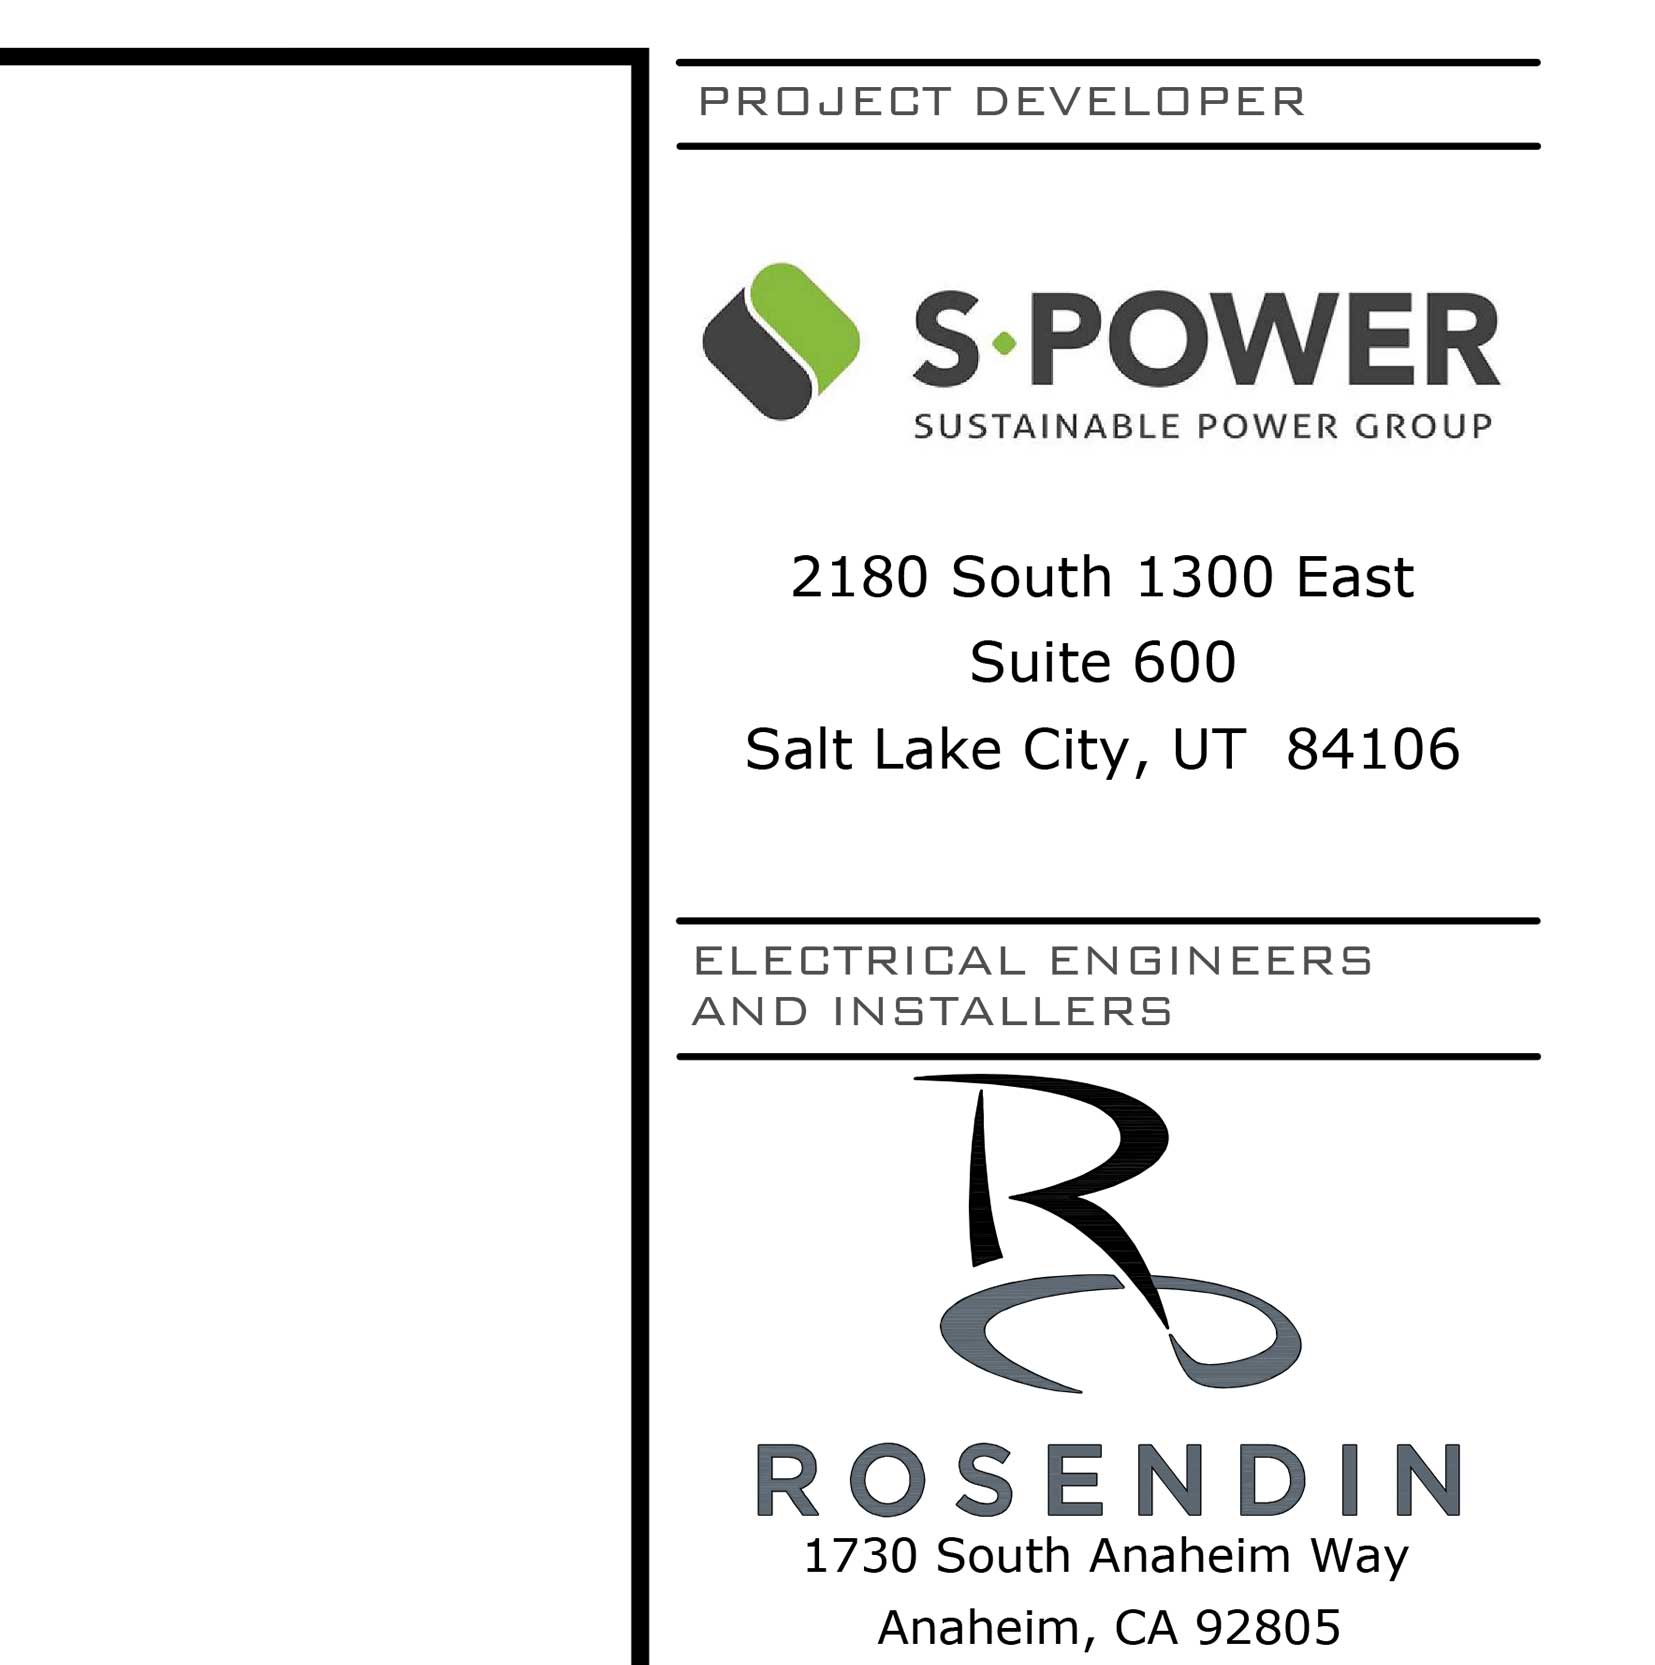 PROJECT DEVELOPER
S·POWER
SUSTAINABLE POWER GROUP
2180 South 1300 East
Suite 600
Salt Lake City, UT  84106
ELECTRICAL ENGINEERS
AND INSTALLERS
R
ROSENDIN
1730 South Anaheim Way
Anaheim, CA 92805